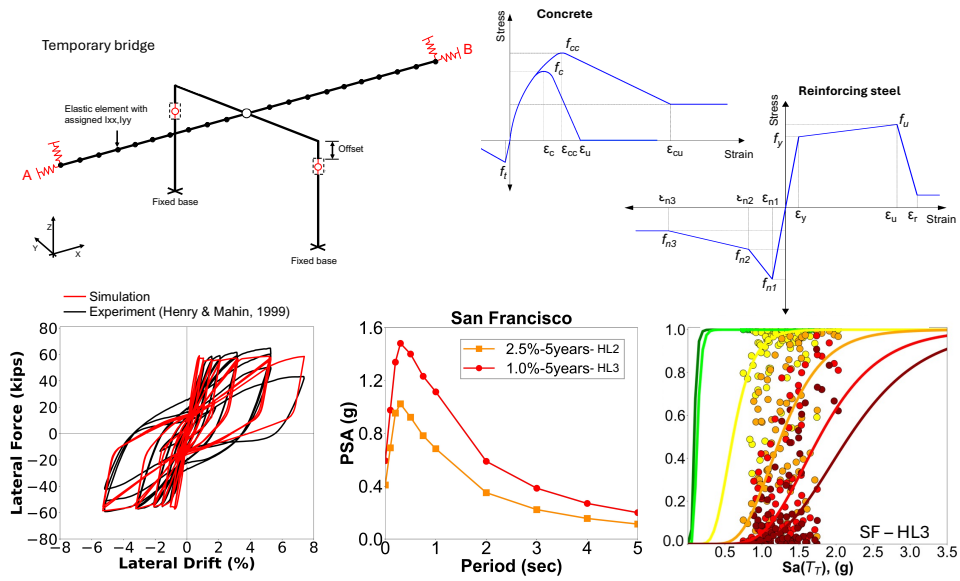 Temporary bridge
B
Elastic element with
assigned Ixx,Iyy
A
Offset
Fixed base
Fixed base
Z
Y
X
Concrete
Stress
fcc
fc
ft
εc
εcc
εu
εcu
Strain
Reinforcing steel
Stress
fy
fu
εn3
εn2
εn1
εy
εu
εr
Strain
fn3
fn2
fn1
Simulation
Experiment (Henry & Mahin, 1999)
Lateral Force (kips)
80
60
40
20
0
−20
−40
−60
−80
−8
−6
−4
−2
0
2
4
6
8
Lateral Drift (%)
San Francisco
2.5%-5years- HL2
1.0%-5years- HL3
PSA (g)
1.6
1.2
0.8
0.4
0.0
0
1
2
3
4
5
Period (sec)
1.0
0.8
0.6
0.4
0.2
0.0
0.5
1.0
1.5
2.0
2.5
3.0
3.5
SF – HL3
Sa(TT), (g)